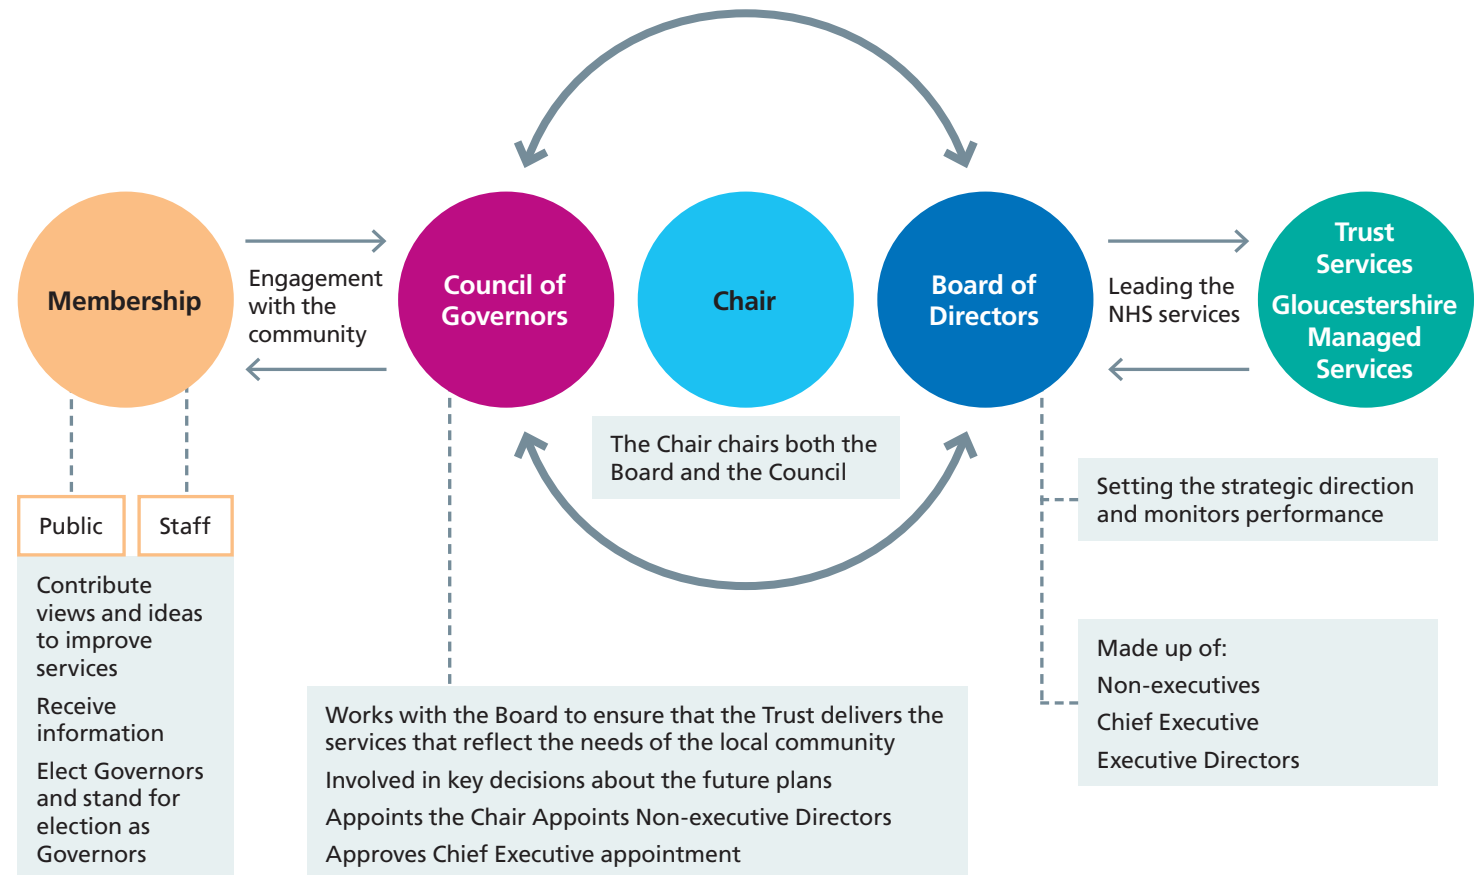 Membership
Engagement
with the
community
Council of
Governors
Chair
Board of
Directors
Leading the
NHS services
Trust
Services
Gloucestershire
Managed
Services
The Chair chairs both the
Board and the Council
Setting the strategic direction
and monitors performance
Public
Staff
Contribute
views and ideas
to improve
services
Receive
information
Elect Governors
and stand for
election as
Governors
Works with the Board to ensure that the Trust delivers the
services that reflect the needs of the local community
Involved in key decisions about the future plans
Appoints the Chair Appoints Non-executive Directors
Approves Chief Executive appointment
Made up of:
Non-executives
Chief Executive
Executive Directors